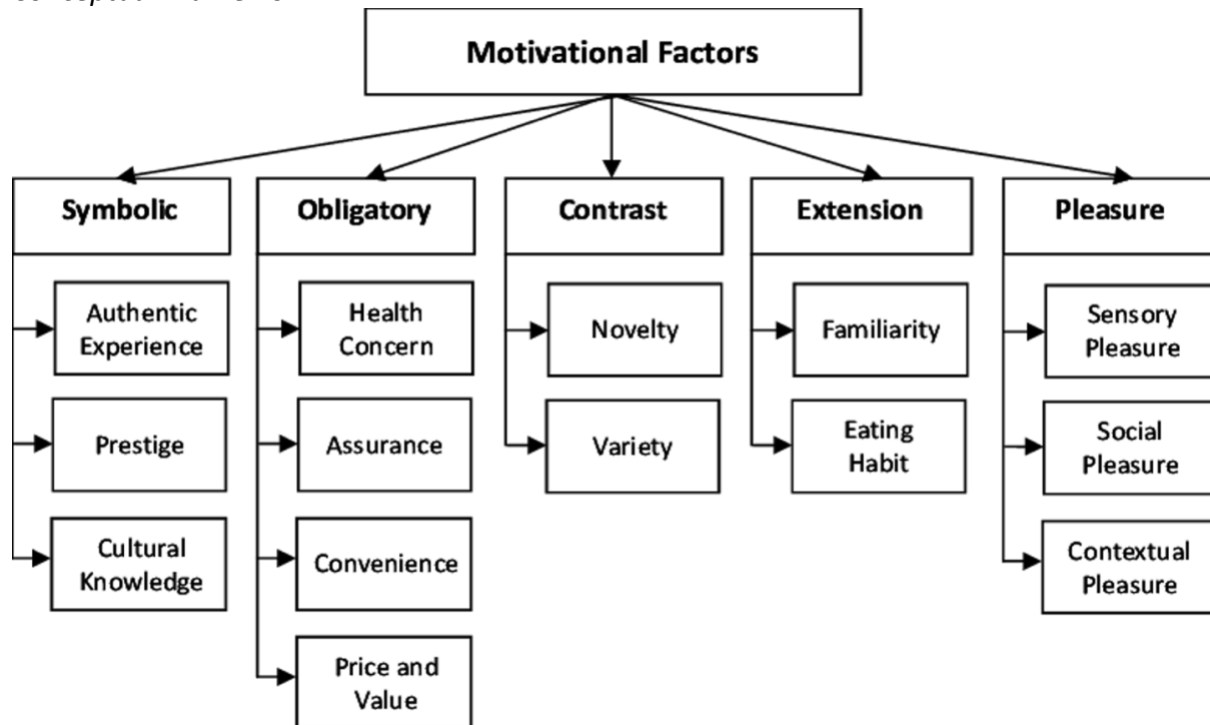 Motivational Factors
Symbolic
Obligatory
Contrast
Extension
Pleasure
Authentic
Experience
Prestige
Cultural
Knowledge
Health
Concern
Assurance
Convenience
Price and
Value
Novelty
Variety
Familiarity
Eating
Habit
Sensory
Pleasure
Social
Pleasure
Contextual
Pleasure